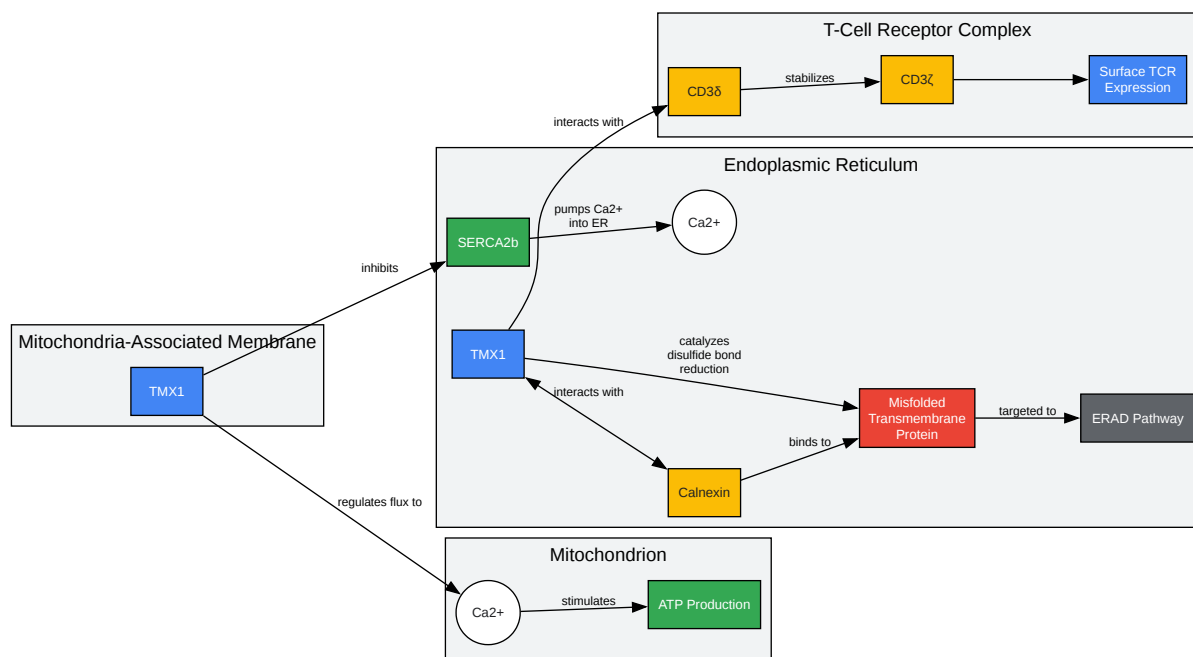 T-Cell Receptor Complex
CD3δ
stabilizes
CD3ζ
Surface TCR
Expression
interacts with
Endoplasmic Reticulum
SERCA2b
pumps Ca2+
into ER
Ca2+
inhibits
Mitochondria-Associated Membrane
TMX1
TMX1
catalyzes
disulfide bond
reduction
interacts with
Misfolded
Transmembrane
Protein
targeted to
ERAD Pathway
binds to
Calnexin
regulates flux to
Mitochondrion
Ca2+
stimulates
ATP Production